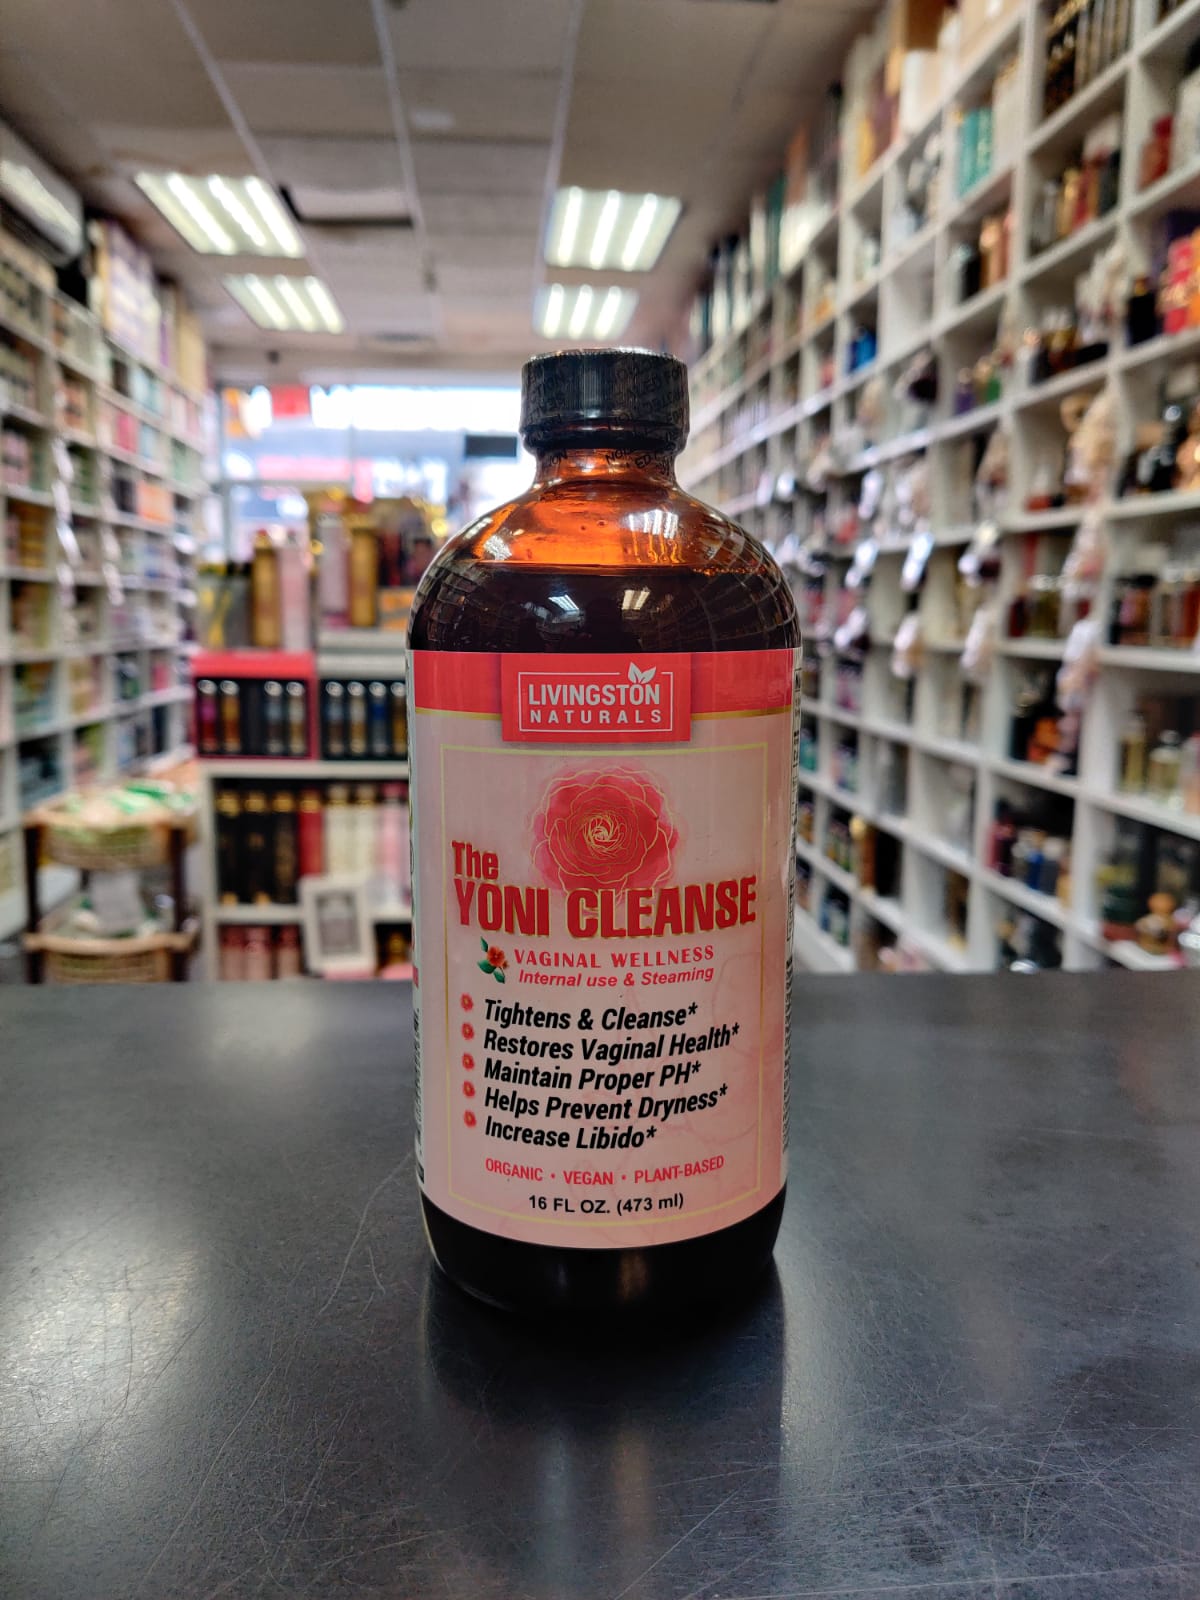 LIVINGSTON
NATURALS
The
YONI CLEANSE
VAGINAL WELLNESS
Internal use & Steaming
Tightens & Cleanse*
Restores Vaginal Health*
Maintain Proper PH*
Helps Prevent Dryness*
Increase Libido*
ORGANIC • VEGAN • PLANT-BASED
16 FL OZ. (473 ml)